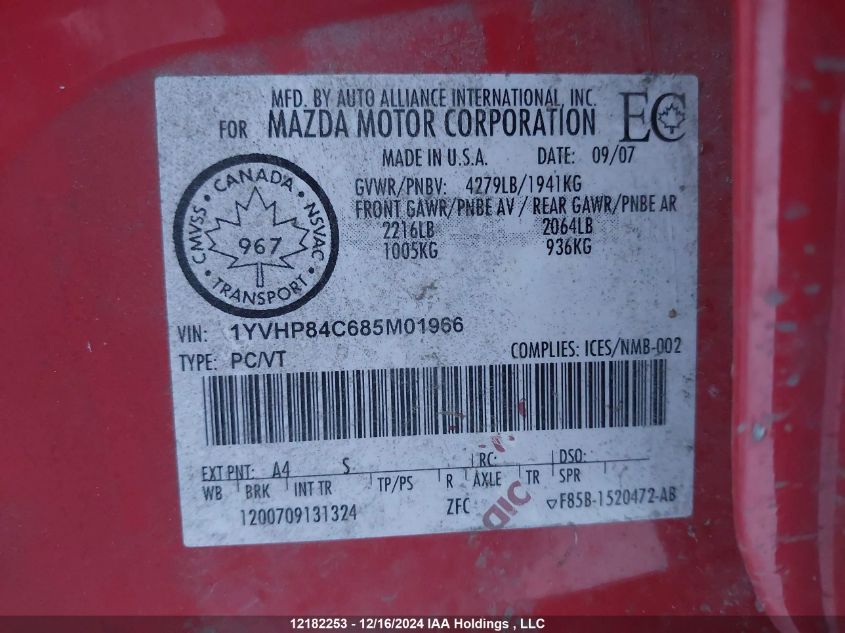 MFD. BY AUTO ALLIANCE INTERNATIONAL, INC.
FOR MAZDA MOTOR CORPORATION EC
MADE IN U.S.A. DATE: 09/07
GVWR/PNBV: 4279LB/1941KG
FRONT GAWR/PNBE AV / REAR GAWR/PNBE AR
2216LB 2064LB
1005KG 936KG
CANADA
CMVSS 967 NSVAC
TRANSPORT
VIN: 1YVHP84C685M01966
TYPE: PC/VT COMPLIES: ICES/NMB-002
EXT PNT: A4 S RC: DSO:
WB BRK INT TR TP/PS R AXLE TR SPR
1200709131324 ZFC ▽F85B-1520472-AB
DID
12182253 - 12/16/2024 IAA Holdings , LLC